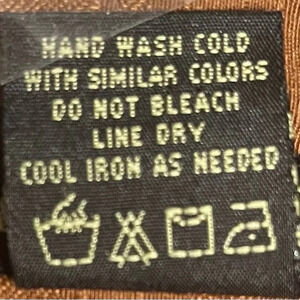 HAND WASH COLD
WITH SIMILAR COLORS
DO NOT BLEACH
LINE DRY
COOL IRON AS NEEDED